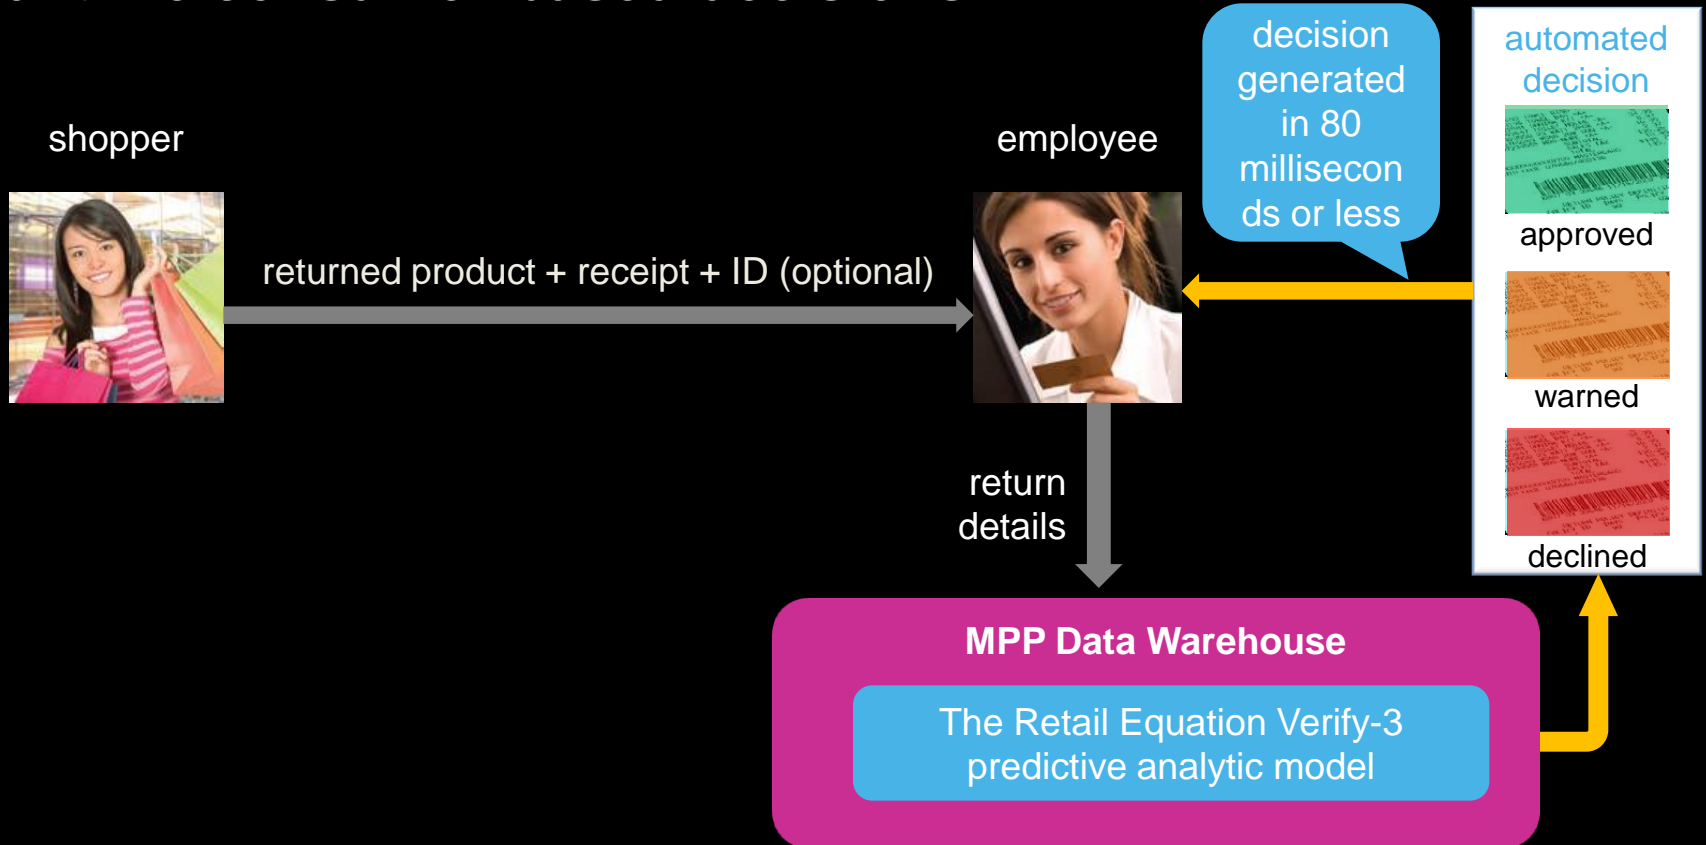 shopper
returned product + receipt + ID (optional)
employee
decision
generated
in 80
millisecon
ds or less
automated
decision
approved
warned
declined
return
details
MPP Data Warehouse
The Retail Equation Verify-3
predictive analytic model